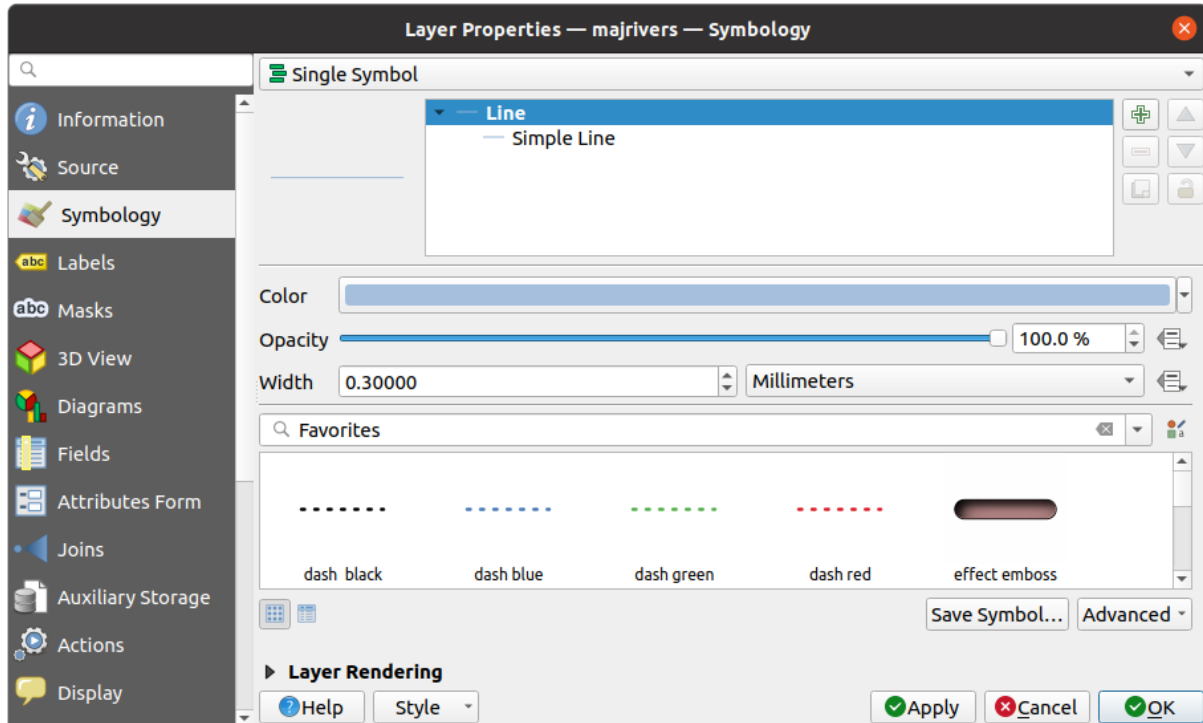 Layer Properties — majrivers — Symbology
Information
Source
Symbology
abc Labels
abc Masks
3D View
Diagrams
Fields
Attributes Form
Joins
Auxiliary Storage
Actions
Display
Single Symbol
Line
Simple Line
Color
Opacity 100.0 %
Width 0.30000 Millimeters
Favorites
dash black dash blue dash green dash red effect emboss
Save Symbol... Advanced
Layer Rendering
Help Style Apply Cancel OK